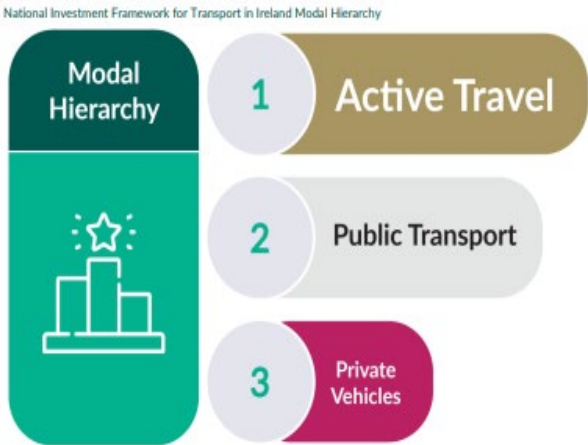 National Investment Framework for Transport in Ireland Modal Hierarchy
Modal
Hierarchy
1
Active Travel
2
Public Transport
3
Private
Vehicles